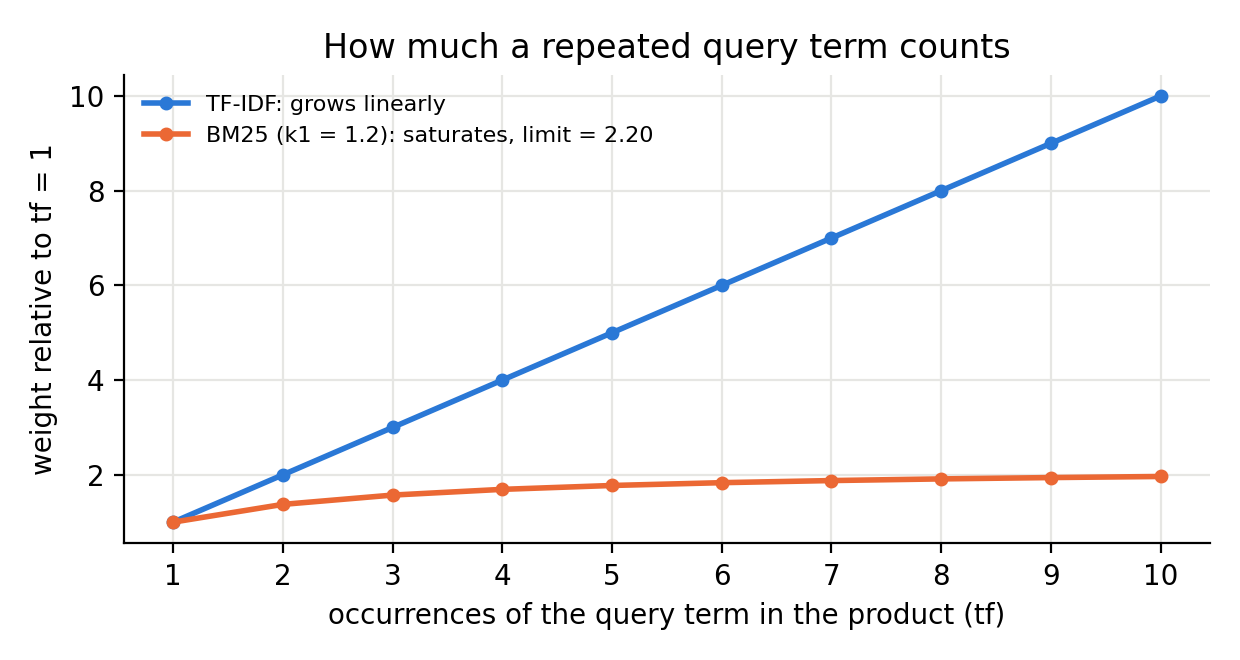 How much a repeated query term counts
TF-IDF: grows linearly
BM25 (k1 = 1.2): saturates, limit = 2.20
weight relative to tf = 1
10
8
6
4
2
1 2 3 4 5 6 7 8 9 10
occurrences of the query term in the product (tf)